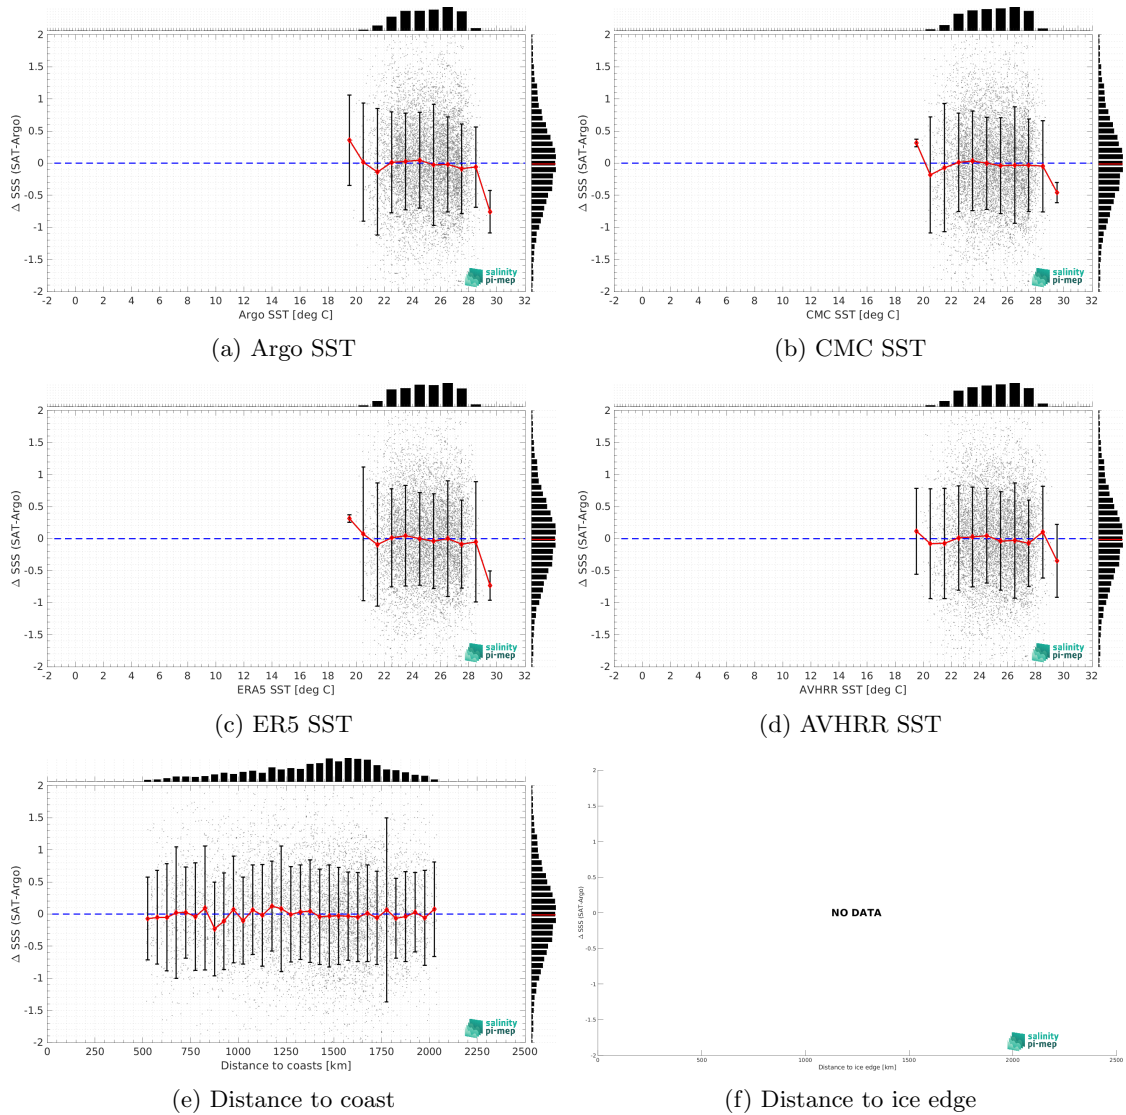 2
1.5
1
0.5
0
-0.5
-1
-1.5
-2
Δ SSS (SAT-Argo)
-2 0 2 4 6 8 10 12 14 16 18 20 22 24 26 28 30 32
Argo SST [deg C]
salinity
pi-mep
(a) Argo SST
2
1.5
1
0.5
0
-0.5
-1
-1.5
-2
Δ SSS (SAT-Argo)
-2 0 2 4 6 8 10 12 14 16 18 20 22 24 26 28 30 32
CMC SST [deg C]
salinity
pi-mep
(b) CMC SST
2
1.5
1
0.5
0
-0.5
-1
-1.5
-2
Δ SSS (SAT-Argo)
-2 0 2 4 6 8 10 12 14 16 18 20 22 24 26 28 30 32
ERA5 SST [deg C]
salinity
pi-mep
(c) ER5 SST
2
1.5
1
0.5
0
-0.5
-1
-1.5
-2
Δ SSS (SAT-Argo)
-2 0 2 4 6 8 10 12 14 16 18 20 22 24 26 28 30 32
AVHRR SST [deg C]
salinity
pi-mep
(d) AVHRR SST
2
1.5
1
0.5
0
-0.5
-1
-1.5
-2
Δ SSS (SAT-Argo)
0 250 500 750 1000 1250 1500 1750 2000 2250 2500
Distance to coasts [km]
salinity
pi-mep
(e) Distance to coast
2
1.5
1
0.5
0
-0.5
-1
-1.5
-2
Δ SSS (SAT-Argo)
NO DATA
0 500 1000 1500 2000 2500
Distance to ice edge [km]
salinity
pi-mep
(f) Distance to ice edge